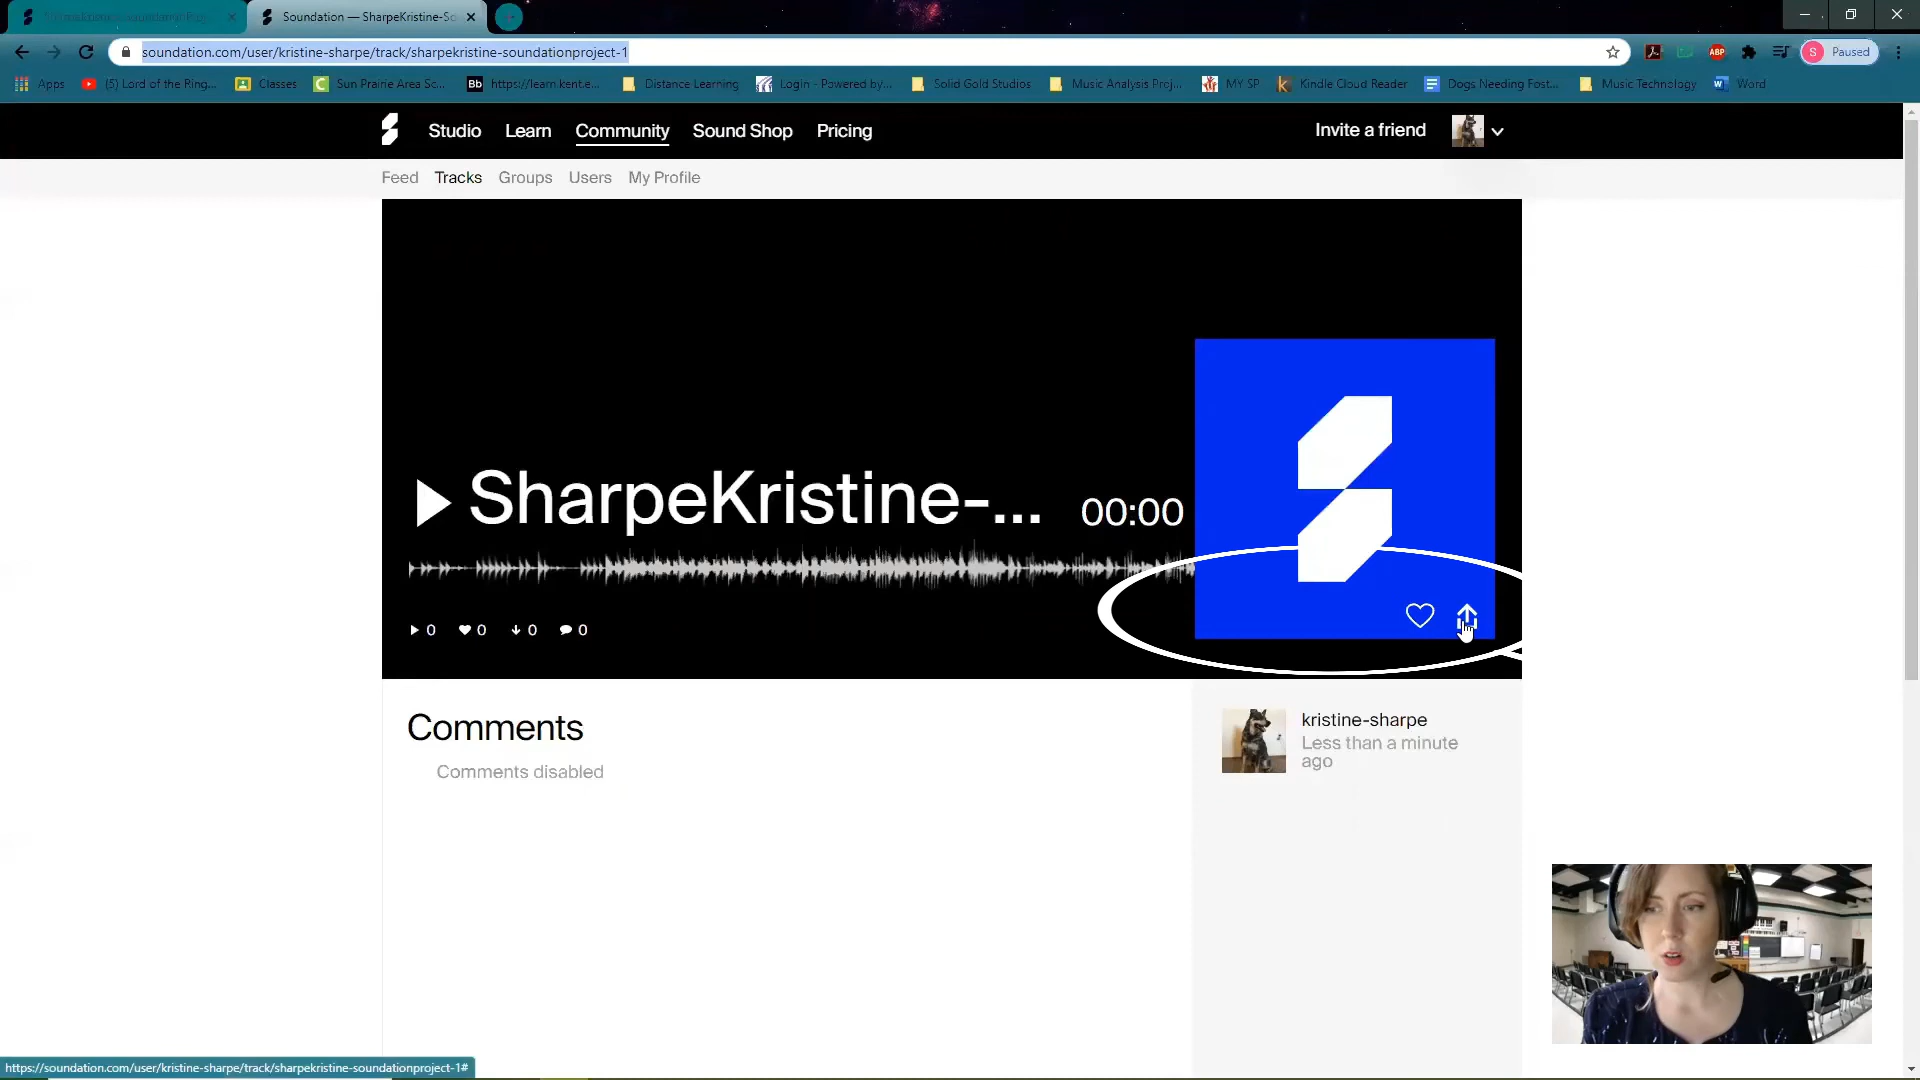 Soundation — SharpeKristine-So
soundation.com/user/kristine-sharpe/track/sharpekristine-soundationproject-1
ABP
S Paused
Apps (5) Lord of the Ring... Classes Sun Prairie Area Sc... Bb https://learn.kent.e... Distance Learning Login - Powered by... Solid Gold Studios Music Analysis Proj... MY SP Kindle Cloud Reader Dogs Needing Fost... Music Technology Word
Studio Learn Community Sound Shop Pricing Invite a friend
Feed Tracks Groups Users My Profile
SharpeKristine-... 00:00
0 0 0 0
Comments
Comments disabled
kristine-sharpe
Less than a minute
ago
https://soundation.com/user/kristine-sharpe/track/sharpekristine-soundationproject-1#